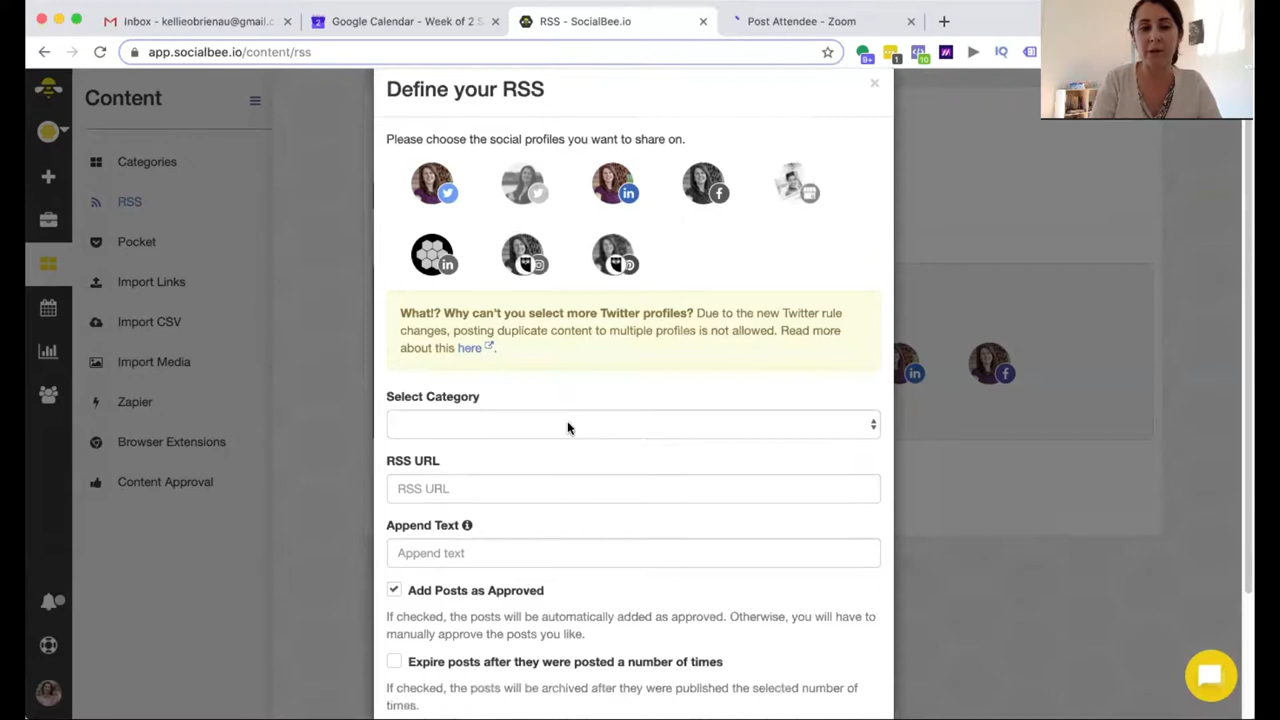 Inbox - kellieobrienau@gmail.c
Google Calendar - Week of 2 S
RSS - SocialBee.io
Post Attendee - Zoom
app.socialbee.io/content/rss
9+
1
10
IQ
Content
Categories
RSS
Pocket
Import Links
Import CSV
Import Media
Zapier
Browser Extensions
Content Approval
Define your RSS
Please choose the social profiles you want to share on.
What!? Why can't you select more Twitter profiles? Due to the new Twitter rule
changes, posting duplicate content to multiple profiles is not allowed. Read more
about this here.
Select Category
RSS URL
RSS URL
Append Text
Append text
Add Posts as Approved
If checked, the posts will be automatically added as approved. Otherwise, you will have to
manually approve the posts you like.
Expire posts after they were posted a number of times
If checked, the posts will be archived after they were published the selected number of
times.